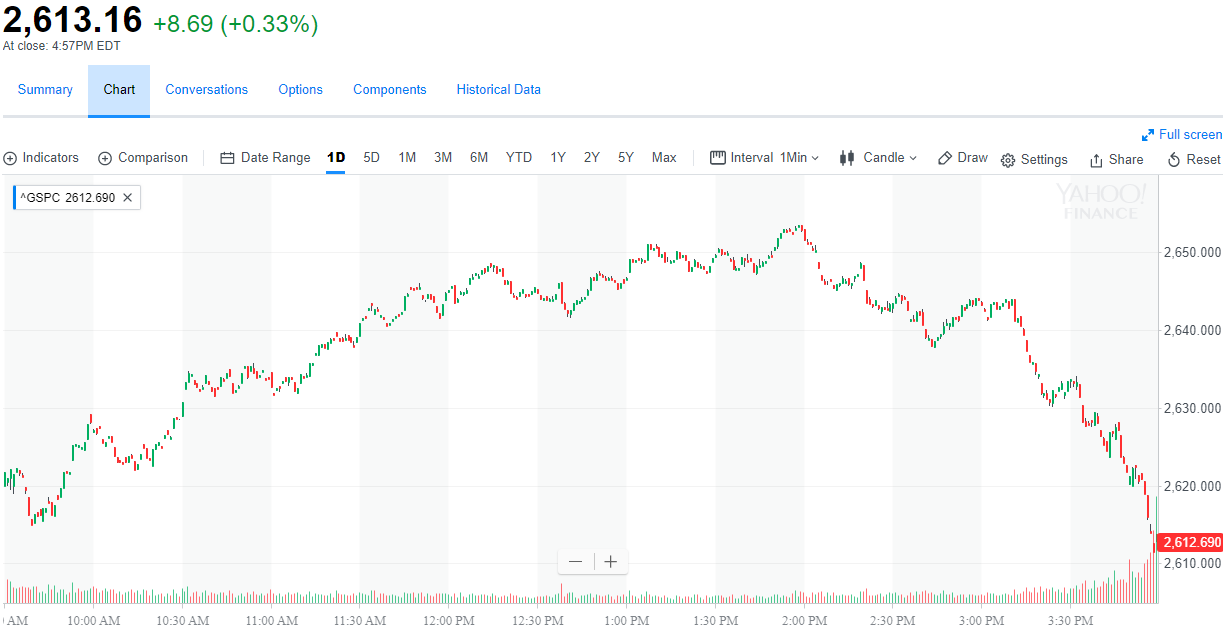 2,613.16 +8.69 (+0.33%)
At close: 4:57PM EDT
Summary Chart Conversations Options Components Historical Data
Full screen
Indicators Comparison Date Range 1D 5D 1M 3M 6M YTD 1Y 2Y 5Y Max Interval 1Min Candle Draw Settings Share Reset
^GSPC 2612.690
YAHOO!
FINANCE
2,650.000
2,640.000
2,630.000
2,620.000
2,612.690
2,610.000
AM 10:00 AM 10:30 AM 11:00 AM 11:30 AM 12:00 PM 12:30 PM 1:00 PM 1:30 PM 2:00 PM 2:30 PM 3:00 PM 3:30 PM